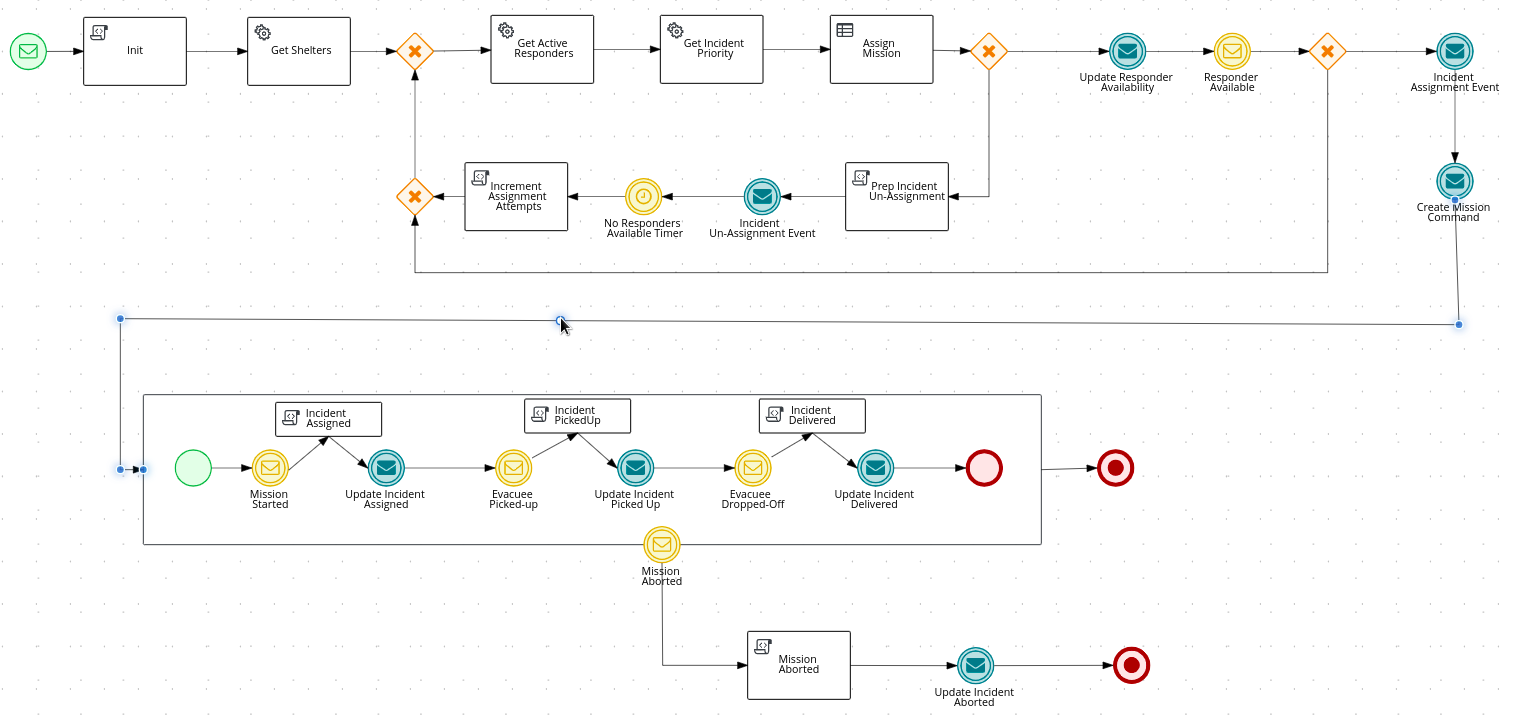 Init
Get Shelters
Get Active
Responders
Get Incident
Priority
Assign
Mission
Update Responder
Availability
Responder
Available
Incident
Assignment Event
Increment
Assignment
Attempts
No Responders
Available Timer
Incident
Un-Assignment Event
Prep Incident
Un-Assignment
Create Mission
Command
Incident
Assigned
Incident
PickedUp
Incident
Delivered
Mission
Started
Update Incident
Assigned
Evacuee
Picked-up
Update Incident
Picked Up
Evacuee
Dropped-Off
Update Incident
Delivered
Mission
Aborted
Mission
Aborted
Update Incident
Aborted